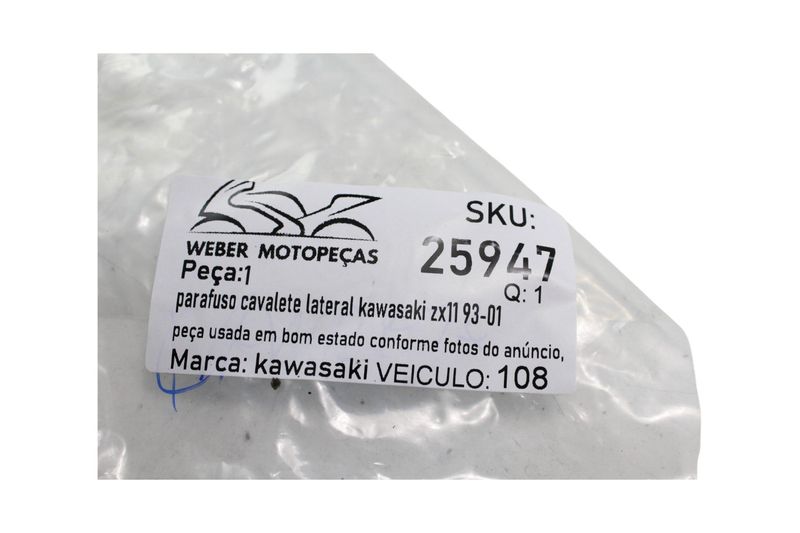 WEBER MOTOPEÇAS
SKU:
25947
Peça:1
Q: 1
parafuso cavalete lateral kawasaki zx11 93-01
peça usada em bom estado conforme fotos do anúncio,
Marca: kawasaki VEICULO: 108